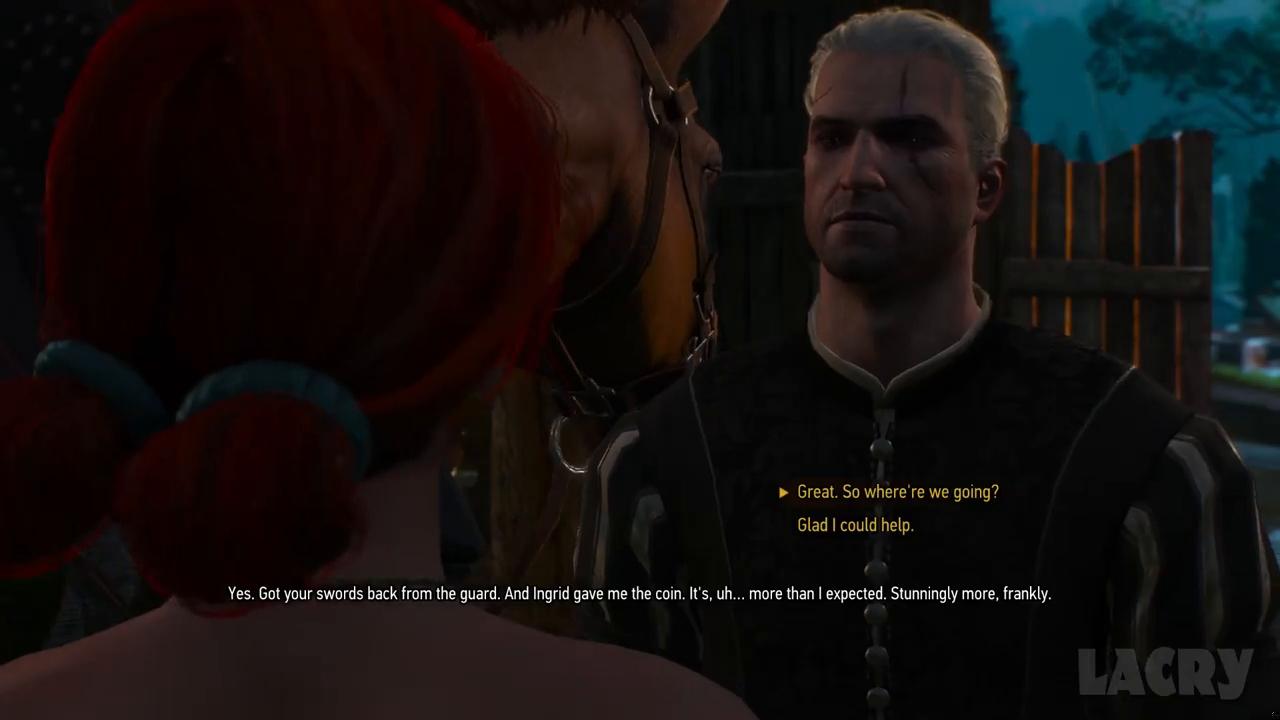 Great. So where're we going?
Glad I could help.
Yes. Got your swords back from the guard. And Ingrid gave me the coin. It's, uh... more than I expected. Stunningly more, frankly.
LACRY